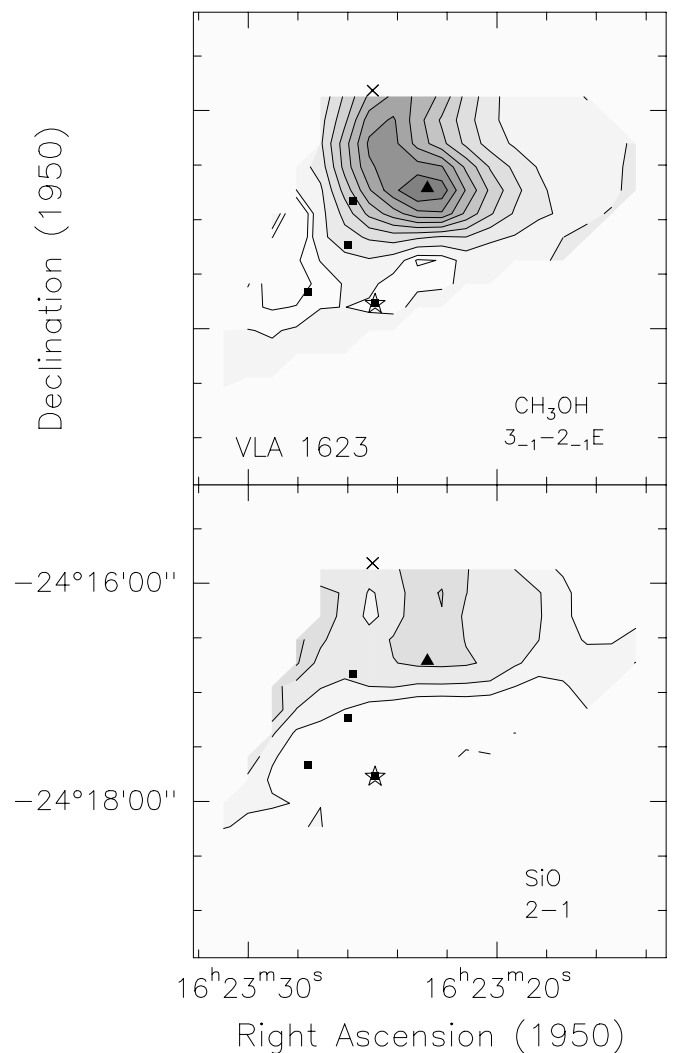 Declination (1950)
CH₃OH
3₋₁−2₋₁E
VLA 1623
−24°16'00"
−24°18'00"
SiO
2−1
16ʰ23ᵐ30ˢ 16ʰ23ᵐ20ˢ
Right Ascension (1950)